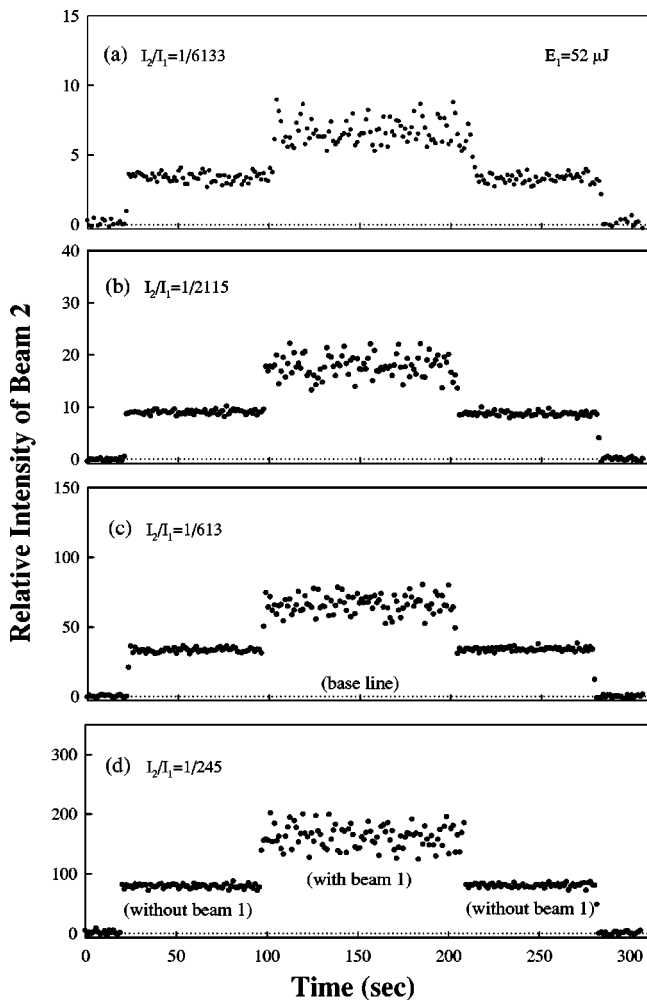 15
(a) I₂/I₁=1/6133 E₁=52 μJ
10
5
0
40
(b) I₂/I₁=1/2115
30
20
10
0
150
(c) I₂/I₁=1/613
100
50
(base line)
0
(d) I₂/I₁=1/245
300
200
100
(with beam 1)
(without beam 1) (without beam 1)
0
0 50 100 150 200 250 300
Time (sec)
Relative Intensity of Beam 2